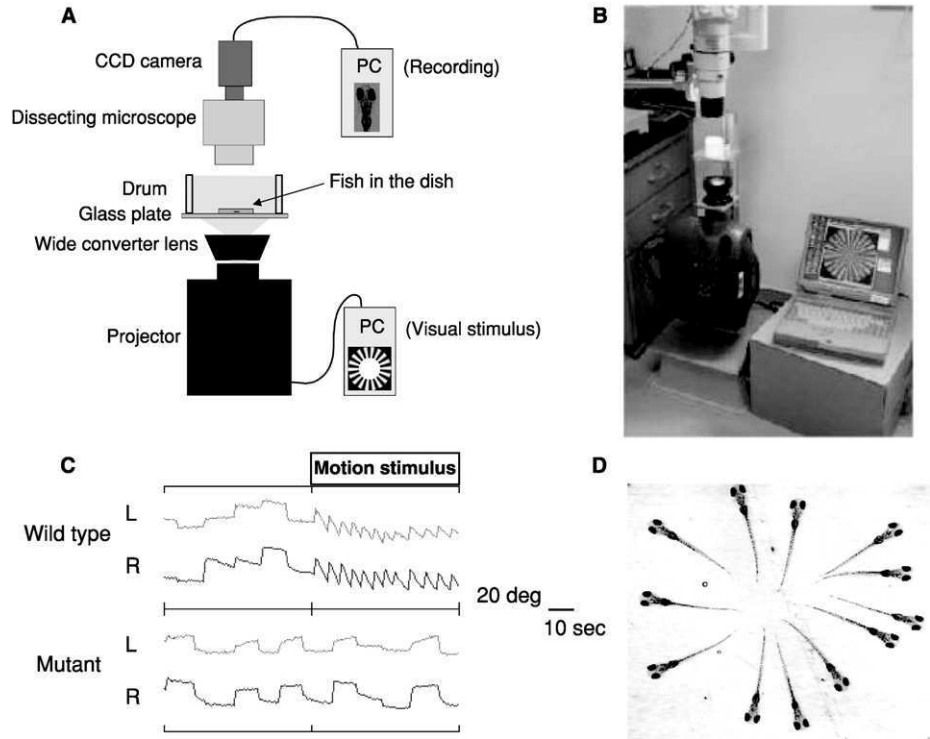 A
CCD camera
PC
(Recording)
Dissecting microscope
Drum
Fish in the dish
Glass plate
Wide converter lens
Projector
PC
(Visual stimulus)
B
C
Motion stimulus
Wild type
L
R
20 deg
10 sec
Mutant
L
R
D